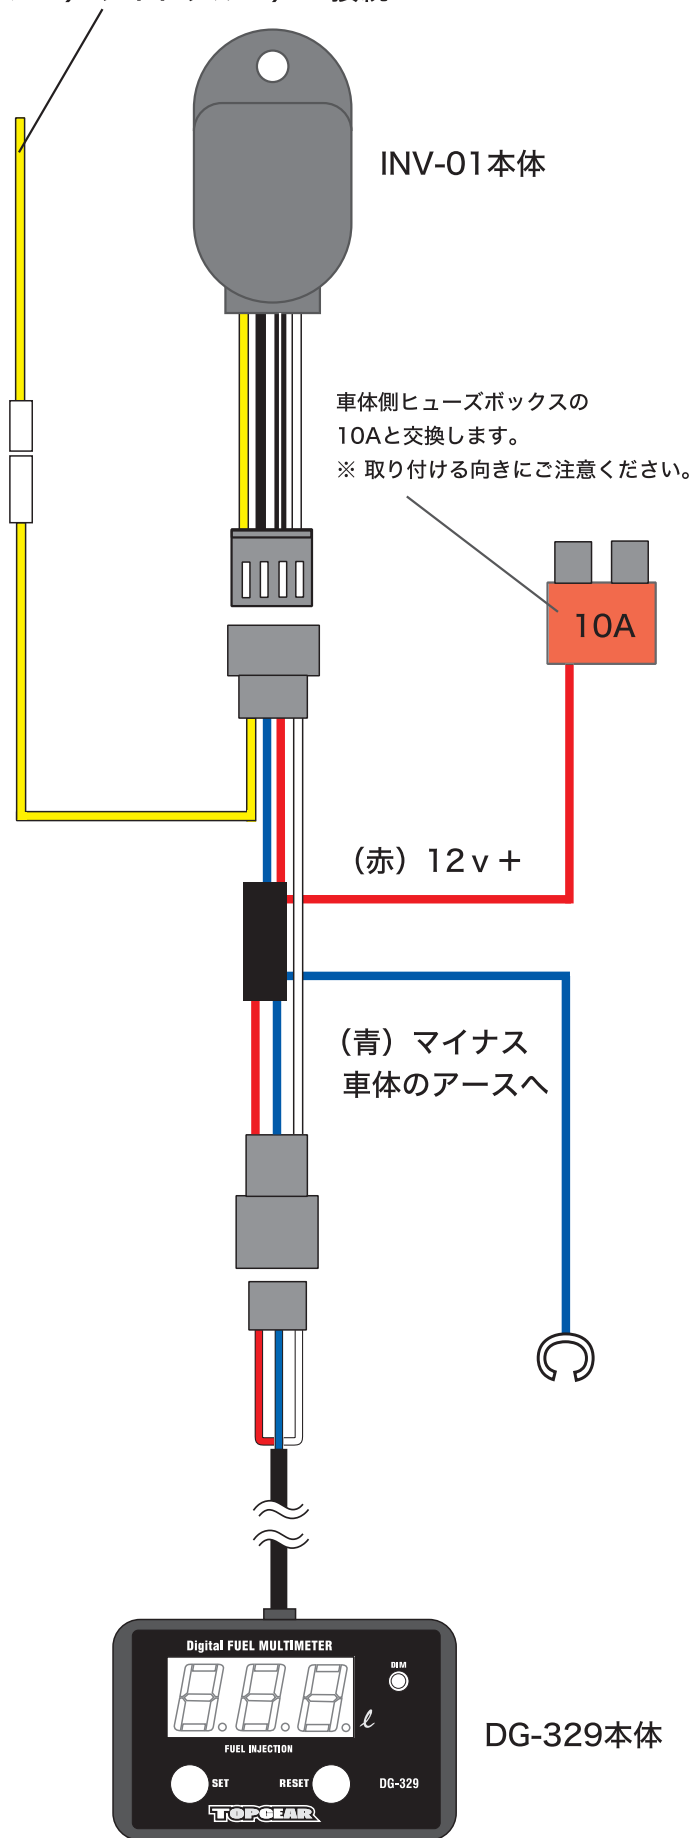 INV-01本体
車体側ヒューズボックスの
10Aと交換します。
※ 取り付ける向きにご注意ください。
10A
（赤）12v＋
（青）マイナス
車体のアースへ
Digital FUEL MULTIMETER
DIM
ℓ
FUEL INJECTION
SET
RESET
DG-329
TOPGEAR
DG-329本体